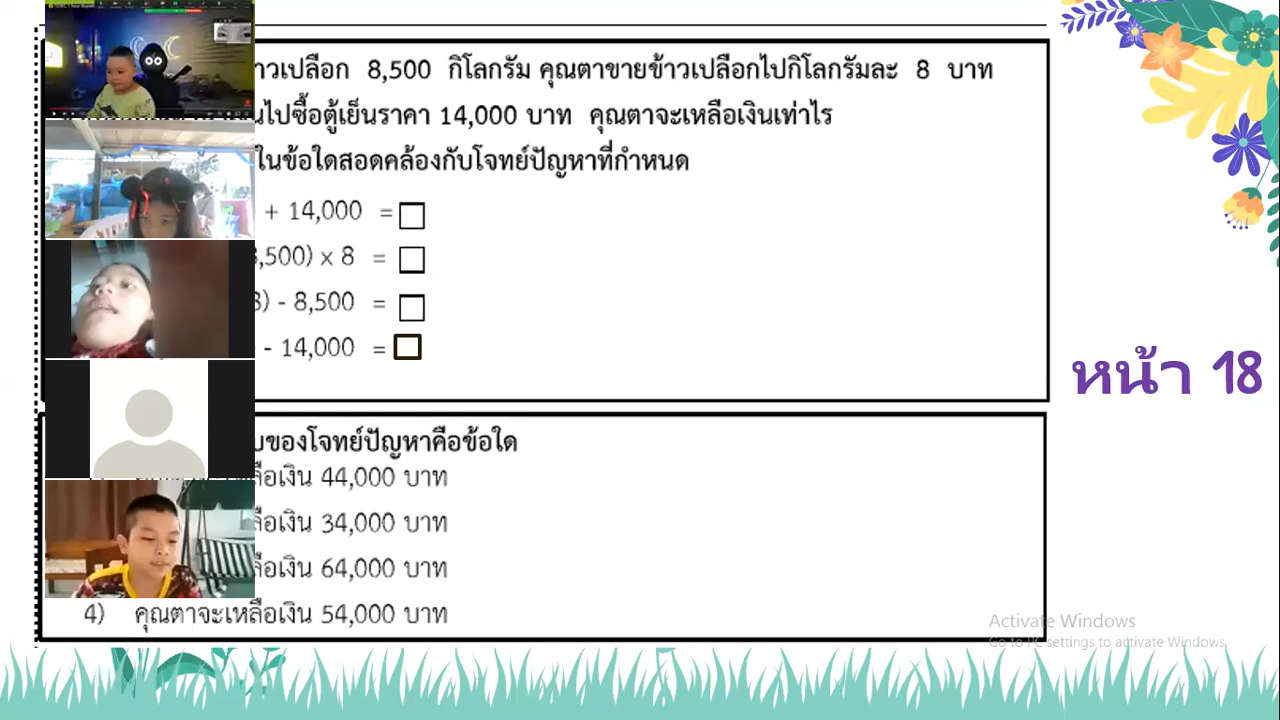 าวเปลือก 8,500 กิโลกรัม คุณตาขายข้าวเปลือกไปกิโลกรัมละ 8 บาท
นไปซื้อตู้เย็นราคา 14,000 บาท คุณตาจะเหลือเงินเท่าไร
ในข้อใดสอดคล้องกับโจทย์ปัญหาที่กำหนด
+ 14,000 =
,500) x 8 =
) - 8,500 =
- 14,000 =
หน้า 18
ของโจทย์ปัญหาคือข้อใด
ลือเงิน 44,000 บาท
ลือเงิน 34,000 บาท
ลือเงิน 64,000 บาท
4) คุณตาจะเหลือเงิน 54,000 บาท
Activate Windows
Go to PC settings to activate Windows.